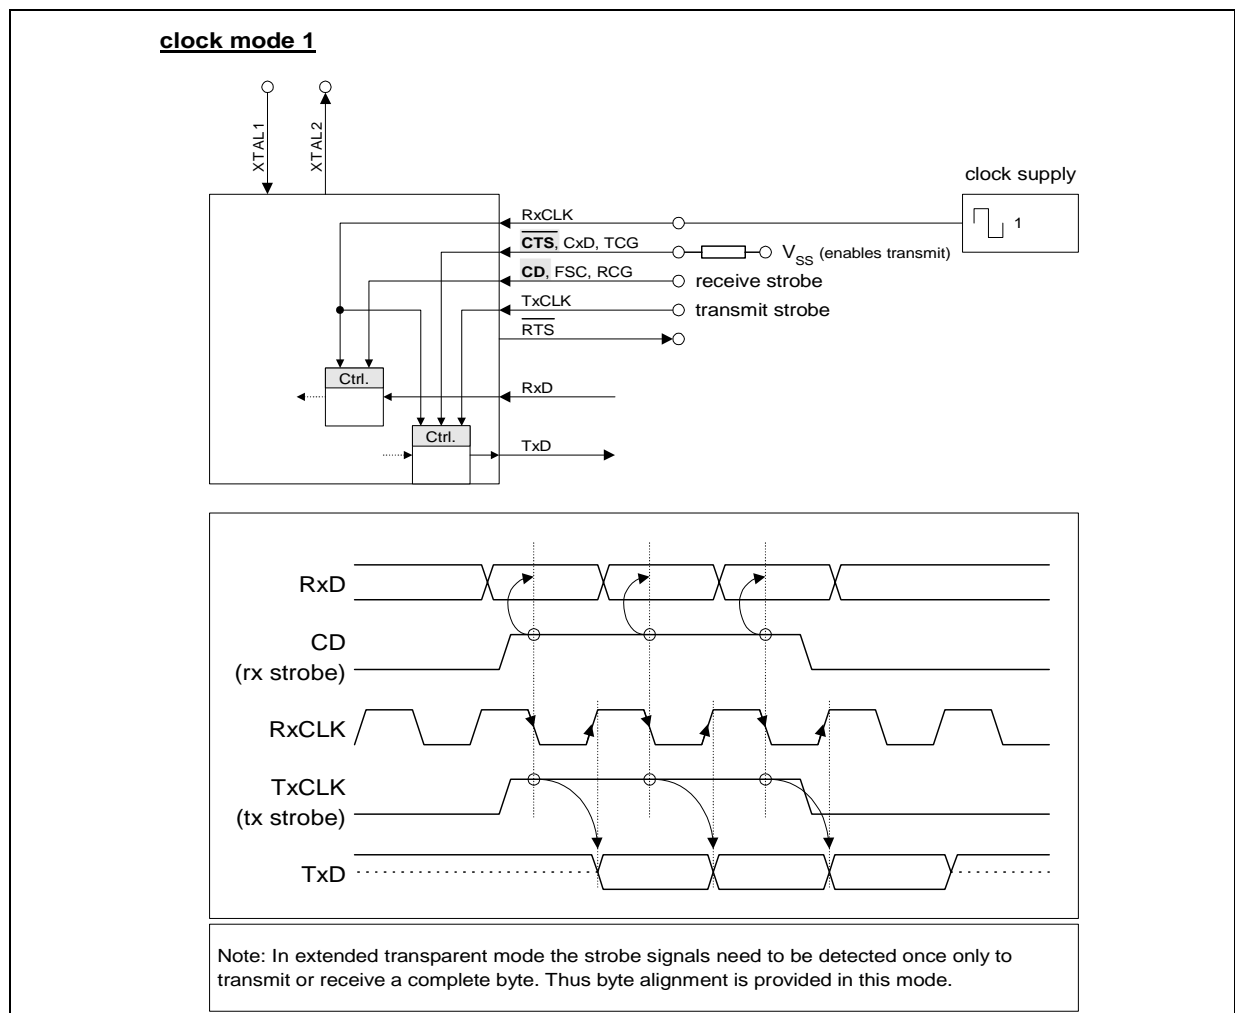 clock mode 1
XTAL1
XTAL2
clock supply
RxCLK
1
CTS, CxD, TCG
VSS (enables transmit)
CD, FSC, RCG
receive strobe
TxCLK
transmit strobe
RTS
Ctrl.
RxD
Ctrl.
TxD
RxD
CD
(rx strobe)
RxCLK
TxCLK
(tx strobe)
TxD
Note: In extended transparent mode the strobe signals need to be detected once only to
transmit or receive a complete byte. Thus byte alignment is provided in this mode.